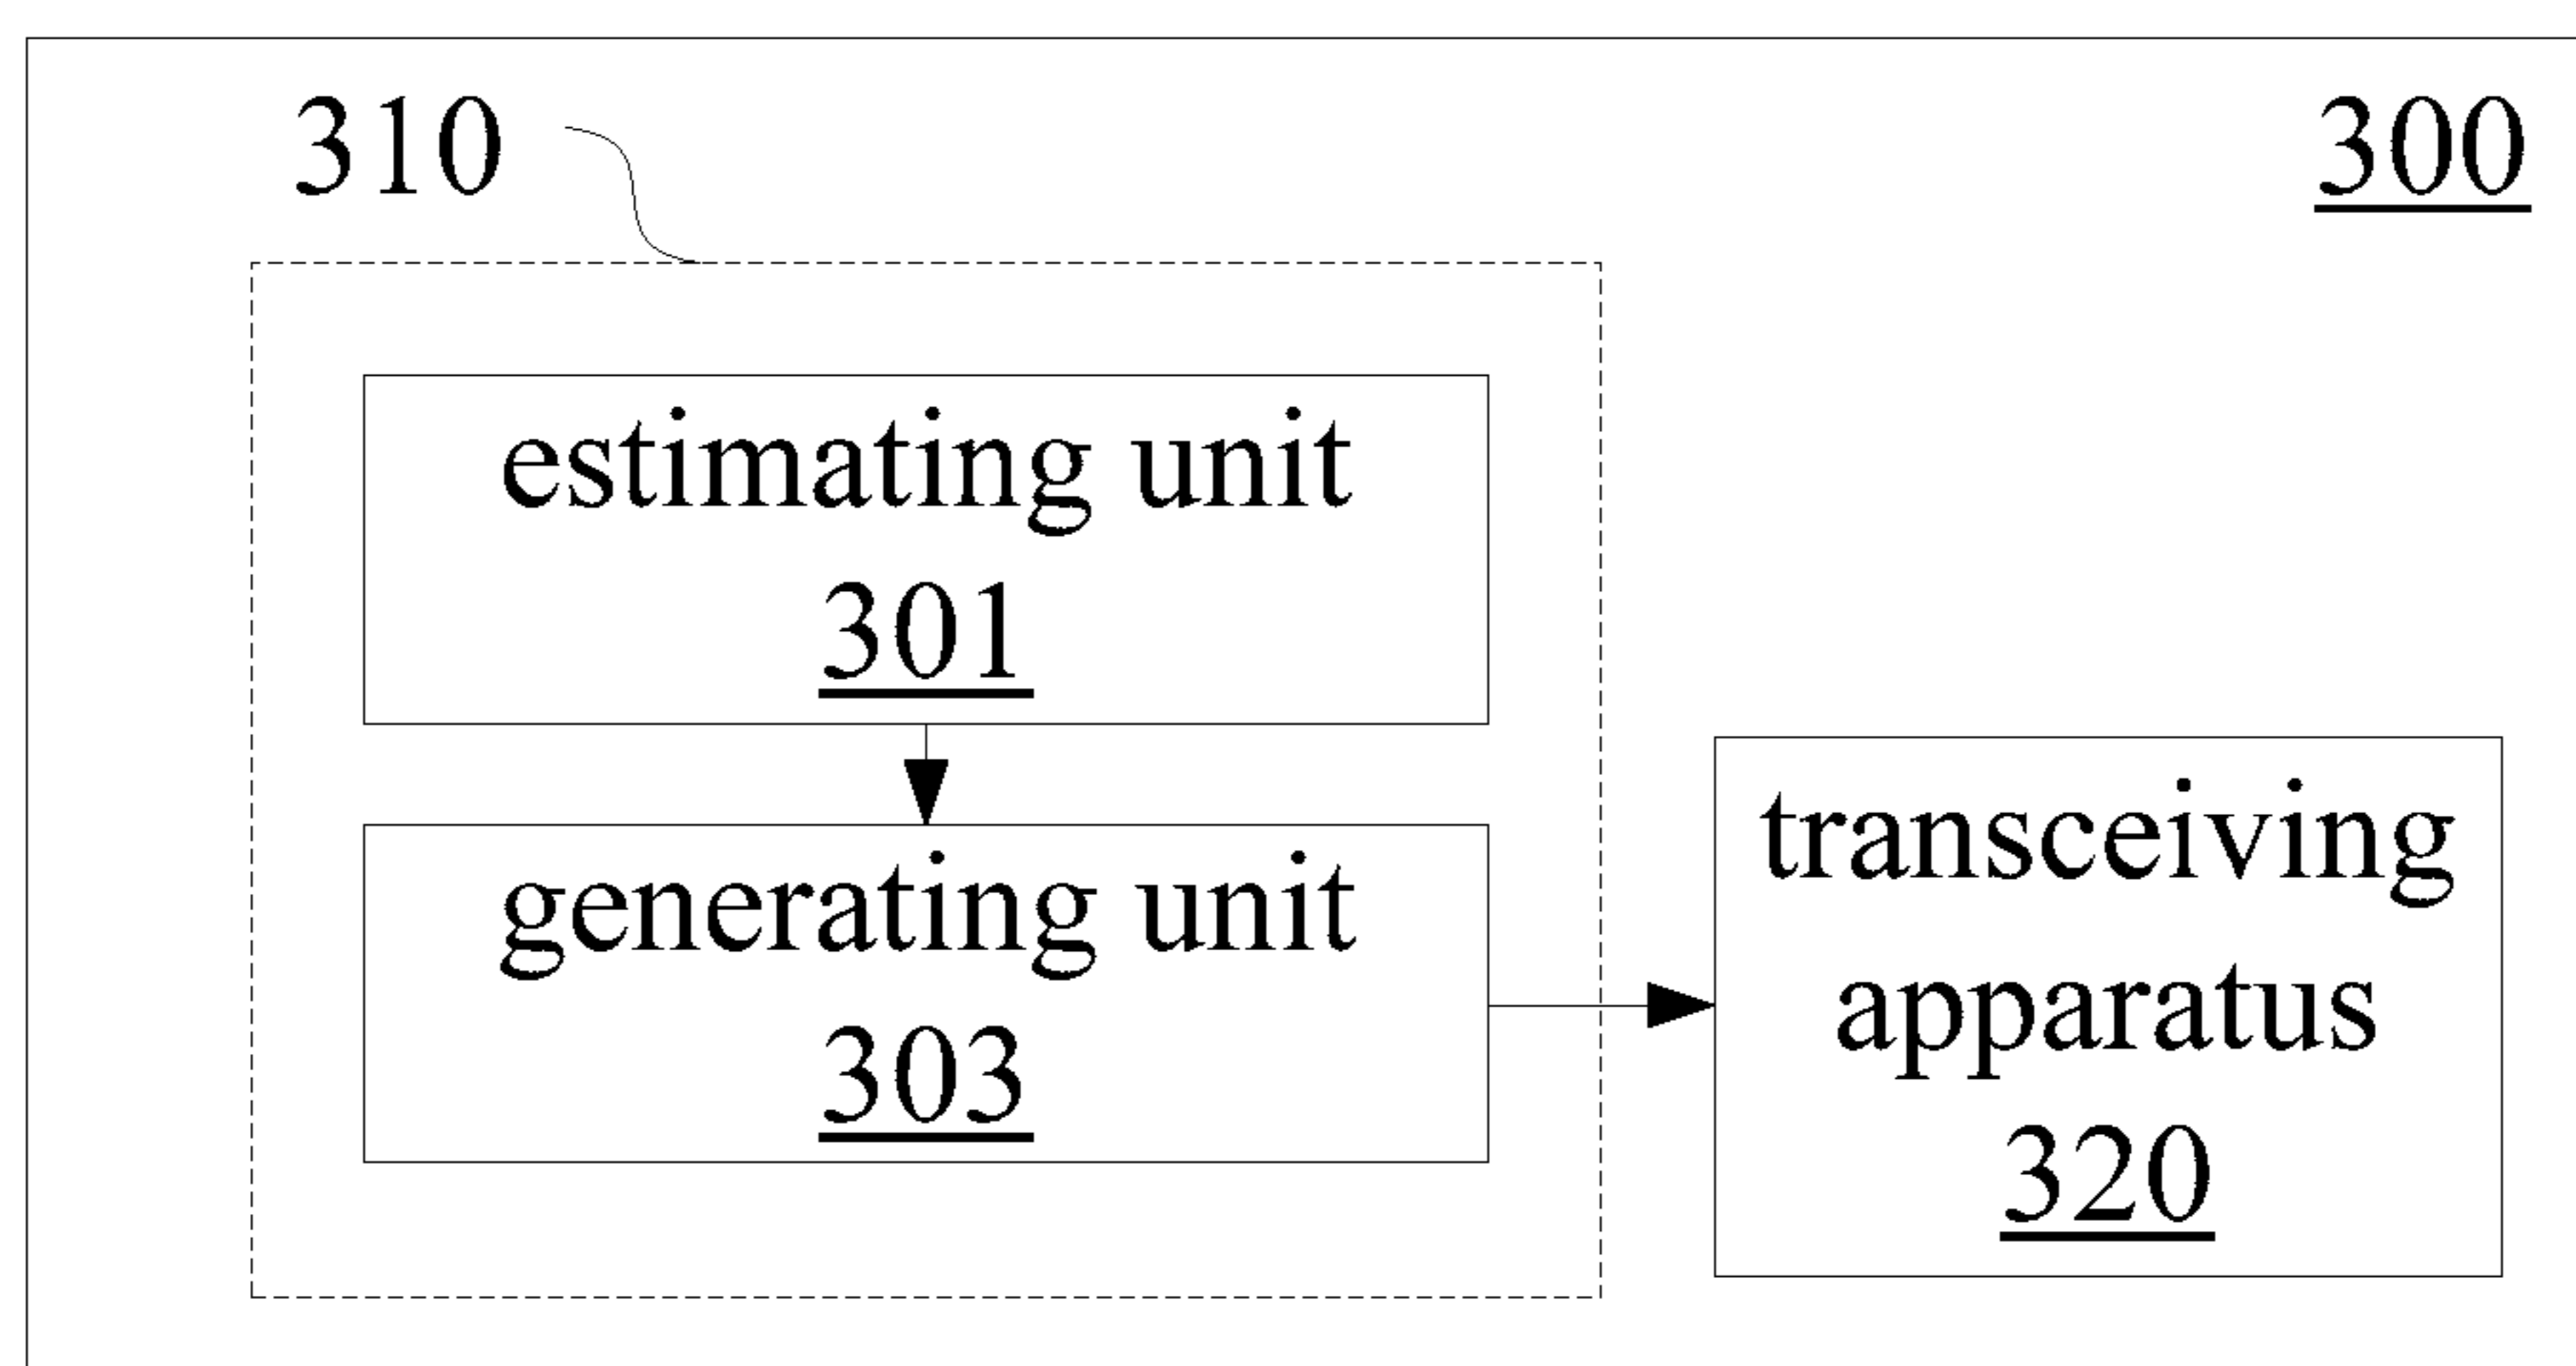 310
300
estimating unit
301
generating unit
303
transceiving
apparatus
320